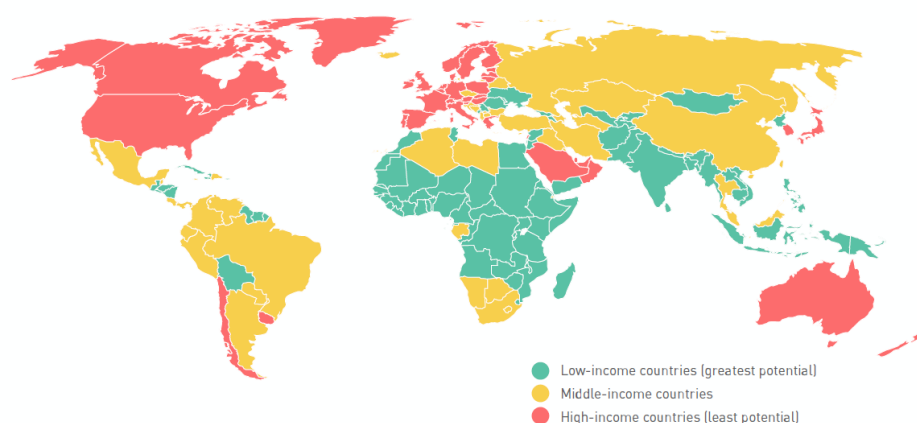 Low-income countries (greatest potential)
Middle-income countries
High-income countries (least potential)